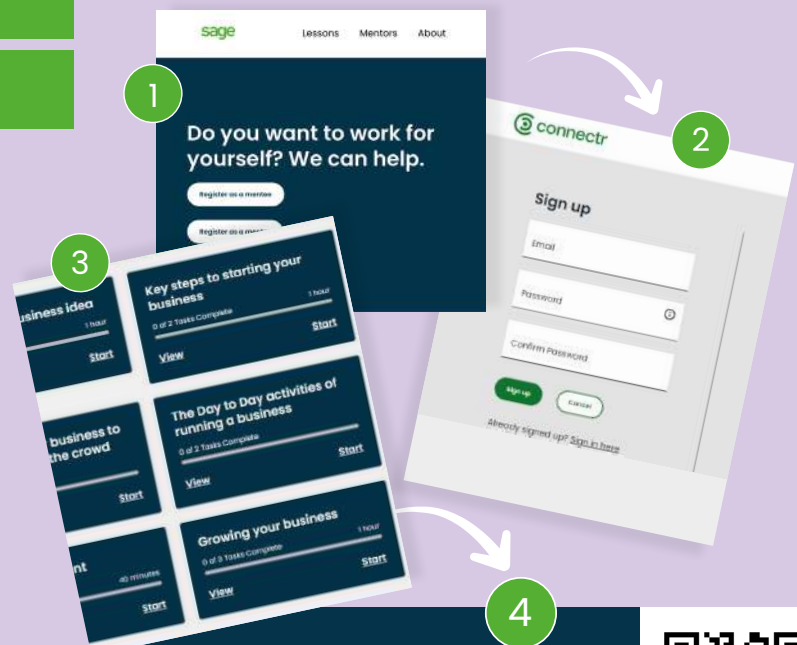 sage
Lessons Mentors About
1
Do you want to work for
yourself? We can help.
Register as a mentee
Register as a
2
connectr
Sign up
Email
Password
Confirm Password
Sign up Cancel
Already signed up? Sign in here
3
usiness idea
1 hour
Start
Key steps to starting your
business
0 of 2 Tasks Complete 1 hour
View Start
business to
the crowd
Start
The Day to Day activities of
running a business
0 of 2 Tasks Complete
View Start
nt
40 minutes
Start
Growing your business
0 of 3 Tasks Complete 1 hour
View Start
4